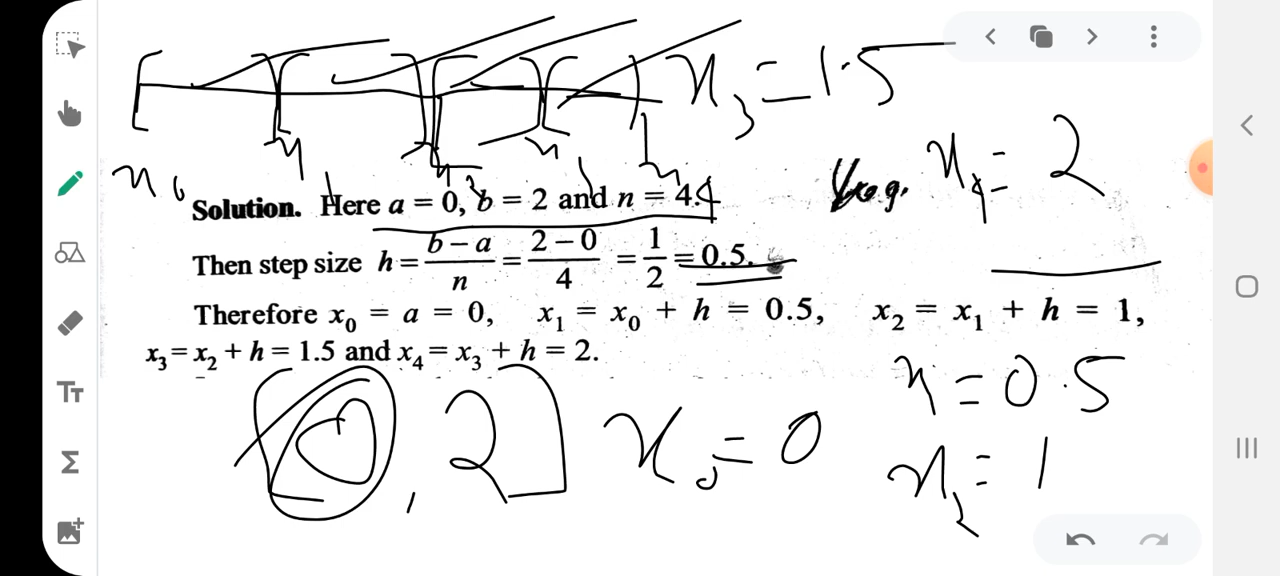 x₃ = 1.5
x₄ = 2
Solution. Here a = 0, b = 2 and n = 4.
Then step size h = (b − a)/n = (2 − 0)/4 = 1/2 = 0.5.
Therefore x₀ = a = 0, x₁ = x₀ + h = 0.5, x₂ = x₁ + h = 1,
x₃ = x₂ + h = 1.5 and x₄ = x₃ + h = 2.
x = 0.5
[0, 2] x₀ = 0
x₂ = 1
TT
Σ